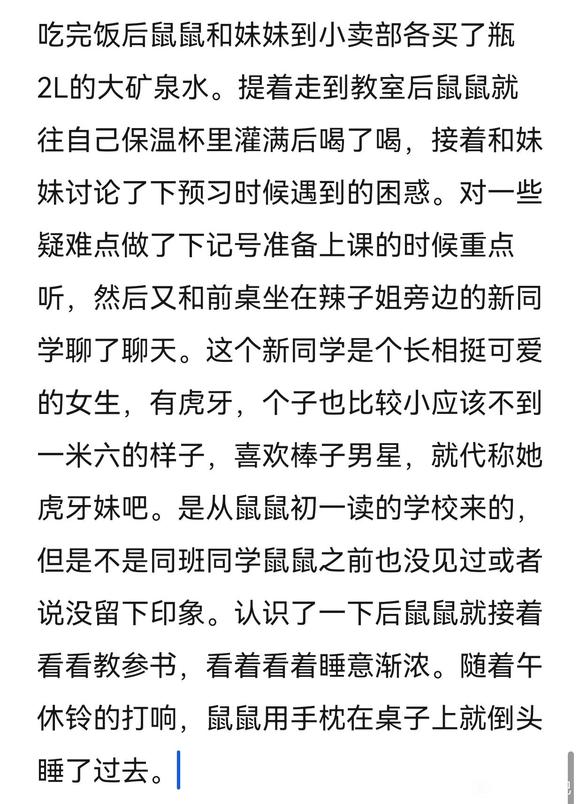 吃完饭后鼠鼠和妹妹到小卖部各买了瓶
2L的大矿泉水。提着走到教室后鼠鼠就
往自己保温杯里灌满后喝了喝，接着和妹
妹讨论了下预习时候遇到的困惑。对一些
疑难点做了下记号准备上课的时候重点
听，然后又和前桌坐在辣子姐旁边的新同
学聊了聊天。这个新同学是个长相挺可爱
的女生，有虎牙，个子也比较小应该不到
一米六的样子，喜欢棒子男星，就代称她
虎牙妹吧。是从鼠鼠初一读的学校来的，
但是不是同班同学鼠鼠之前也没见过或者
说没留下印象。认识了一下后鼠鼠就接着
看看教参书，看着看着睡意渐浓。随着午
休铃的打响，鼠鼠用手枕在桌子上就倒头
睡了过去。